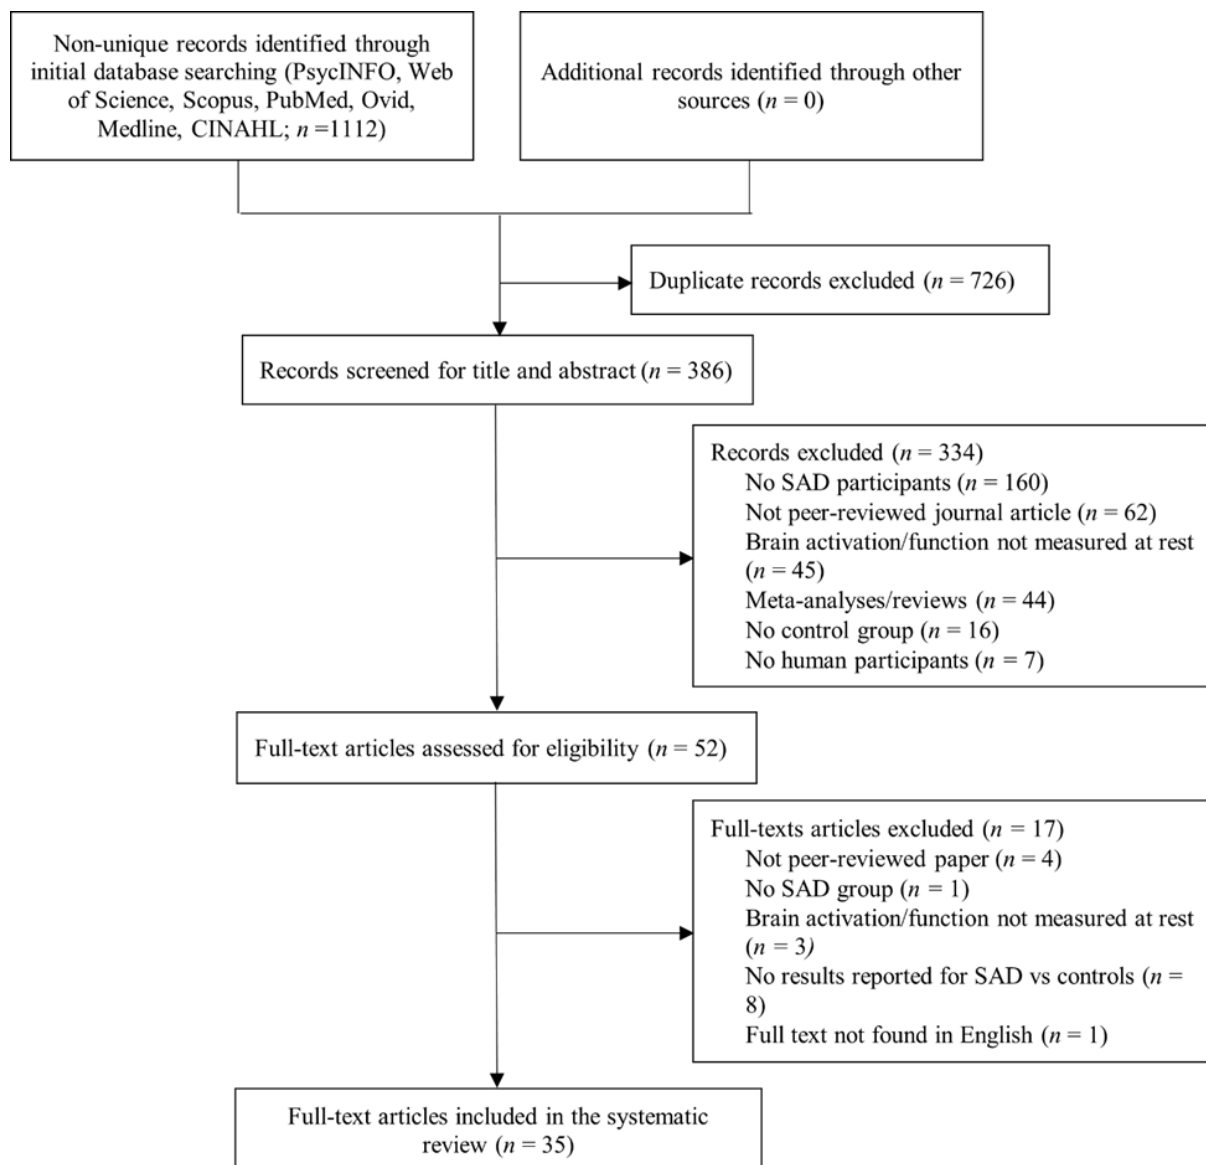 Non-unique records identified through
initial database searching (PsycINFO, Web
of Science, Scopus, PubMed, Ovid,
Medline, CINAHL; n =1112)
Additional records identified through other
sources (n = 0)
Duplicate records excluded (n = 726)
Records screened for title and abstract (n = 386)
Records excluded (n = 334)
No SAD participants (n = 160)
Not peer-reviewed journal article (n = 62)
Brain activation/function not measured at rest
(n = 45)
Meta-analyses/reviews (n = 44)
No control group (n = 16)
No human participants (n = 7)
Full-text articles assessed for eligibility (n = 52)
Full-texts articles excluded (n = 17)
Not peer-reviewed paper (n = 4)
No SAD group (n = 1)
Brain activation/function not measured at rest
(n = 3)
No results reported for SAD vs controls (n =
8)
Full text not found in English (n = 1)
Full-text articles included in the systematic
review (n = 35)